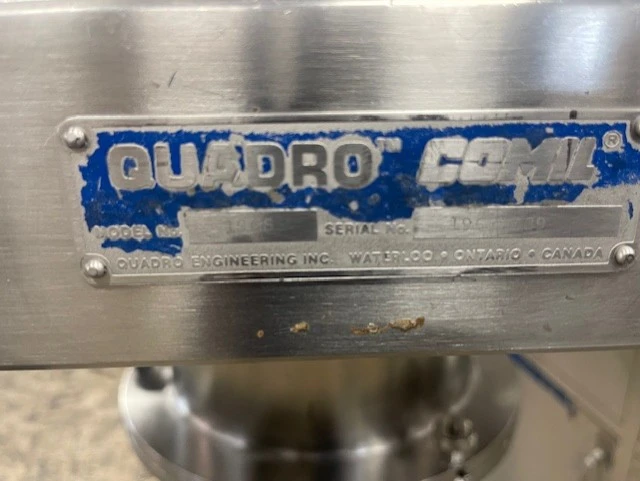 QUADRO™ COMIL®
MODEL No. SERIAL No.
QUADRO ENGINEERING INC. WATERLOO • ONTARIO • CANADA